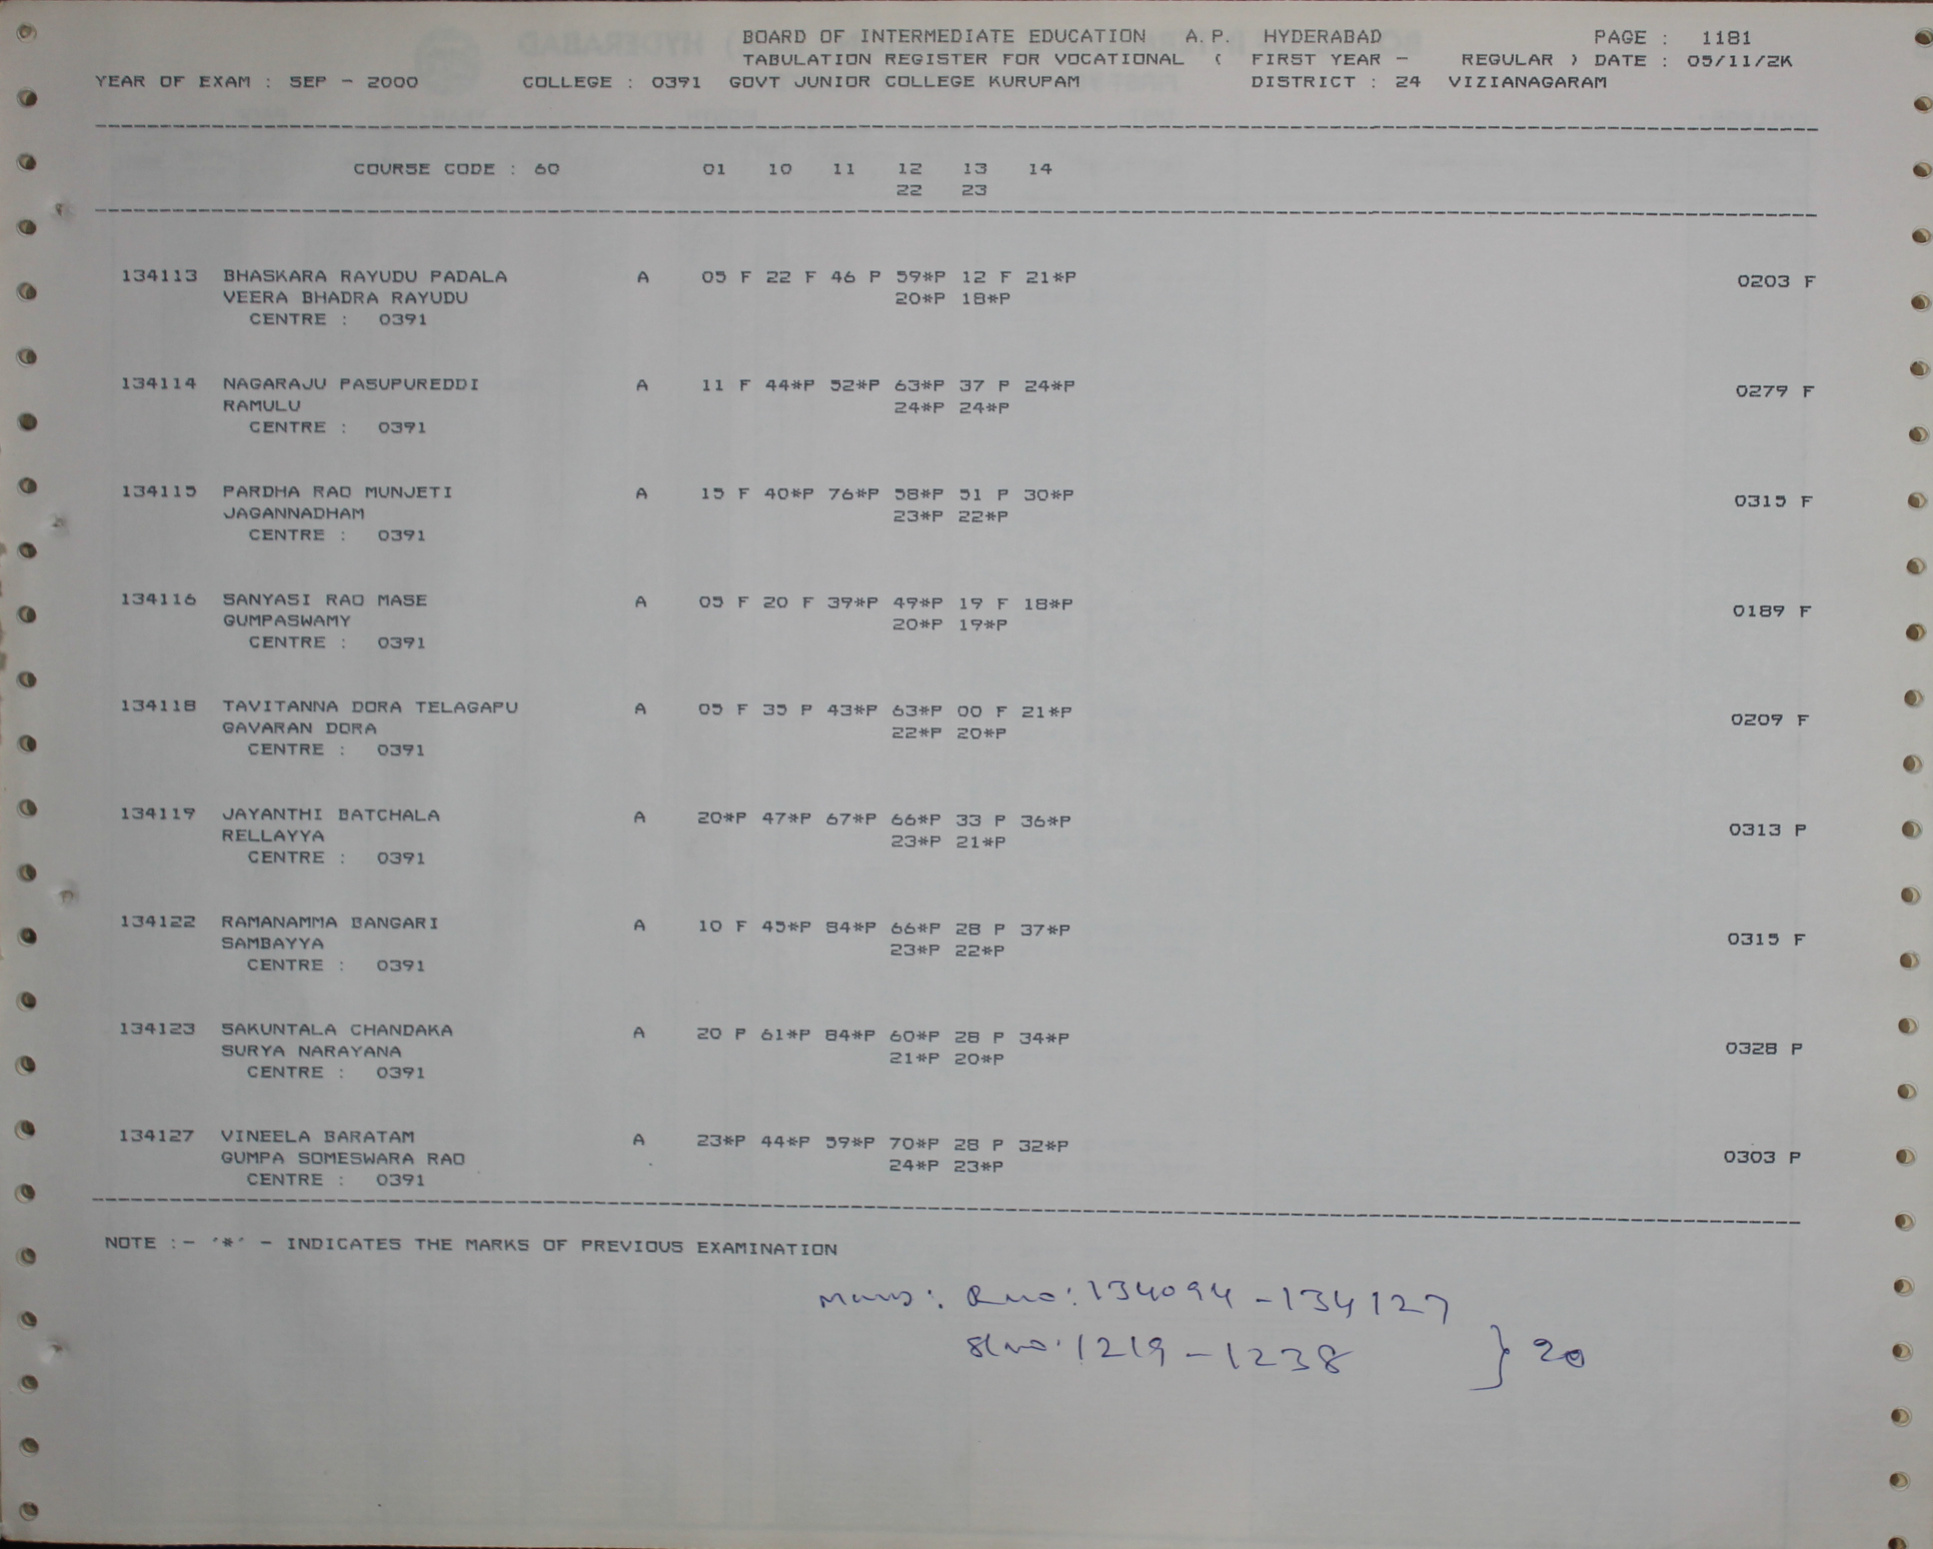 BOARD OF INTERMEDIATE EDUCATION A.P. HYDERABAD PAGE : 1181
TABULATION REGISTER FOR VOCATIONAL ( FIRST YEAR - REGULAR ) DATE : 05/11/2K
YEAR OF EXAM : SEP - 2000 COLLEGE : 0391 GOVT JUNIOR COLLEGE KURUPAM DISTRICT : 24 VIZIANAGARAM
COURSE CODE : 60 01 10 11 12 13 14
22 23
134113 BHASKARA RAYUDU PADALA A 05 F 22 F 46 P 59*P 12 F 21*P 0203 F
VEERA BHADRA RAYUDU 20*P 18*P
CENTRE : 0391
134114 NAGARAJU PASUPUREDDI A 11 F 44*P 52*P 63*P 37 P 24*P 0279 F
RAMULU 24*P 24*P
CENTRE : 0391
134115 PARDHA RAO MUNJETI A 15 F 40*P 76*P 58*P 51 P 30*P 0315 F
JAGANNADHAM 23*P 22*P
CENTRE : 0391
134116 SANYASI RAO MASE A 05 F 20 F 39*P 49*P 19 F 18*P 0189 F
GUMPASWAMY 20*P 19*P
CENTRE : 0391
134118 TAVITANNA DORA TELAGAPU A 05 F 35 P 43*P 63*P 00 F 21*P 0209 F
GAVARAN DORA 22*P 20*P
CENTRE : 0391
134119 JAYANTHI BATCHALA A 20*P 47*P 67*P 66*P 33 P 36*P 0313 P
RELLAYYA 23*P 21*P
CENTRE : 0391
134122 RAMANAMMA BANGARI A 10 F 45*P 84*P 66*P 28 P 37*P 0315 F
SAMBAYYA 23*P 22*P
CENTRE : 0391
134123 SAKUNTALA CHANDAKA A 20 P 61*P 84*P 60*P 28 P 34*P 0328 P
SURYA NARAYANA 21*P 20*P
CENTRE : 0391
134127 VINEELA BARATAM A 23*P 44*P 59*P 70*P 28 P 32*P 0303 P
GUMPA SOMESWARA RAO 24*P 23*P
CENTRE : 0391
NOTE :- '*' - INDICATES THE MARKS OF PREVIOUS EXAMINATION
Rno: 134094 - 134127
Slno. 1219 - 1238 } 20